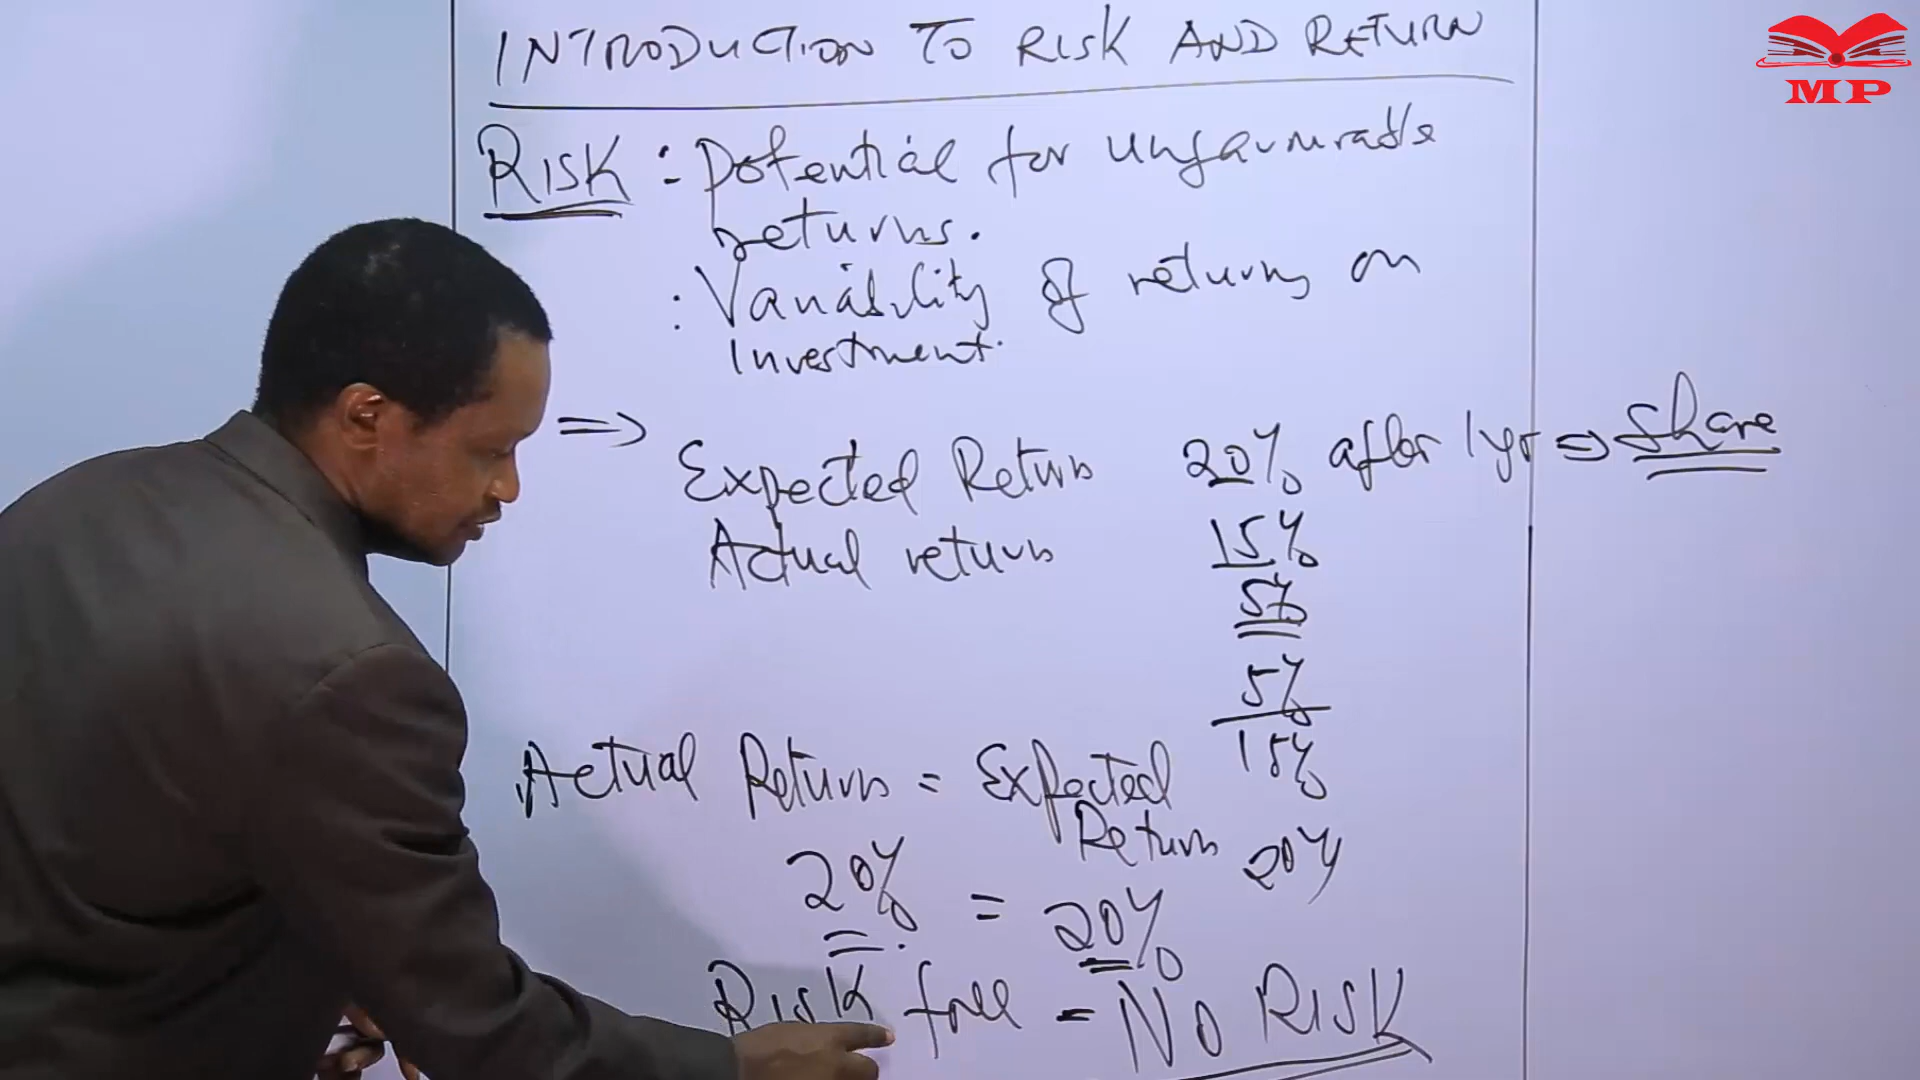 INTRODUCTION TO RISK AND RETURN
MP
RISK : Potential for unfavourable
returns.
: Variability of returns on
Investment.
⇒ Expected Return 20% after 1yr ⇒ Share
Actual return 15%
5%
5%
15%
Actual Return = Expected
Return 20%
20% = 20%
Risk free = NO RISK